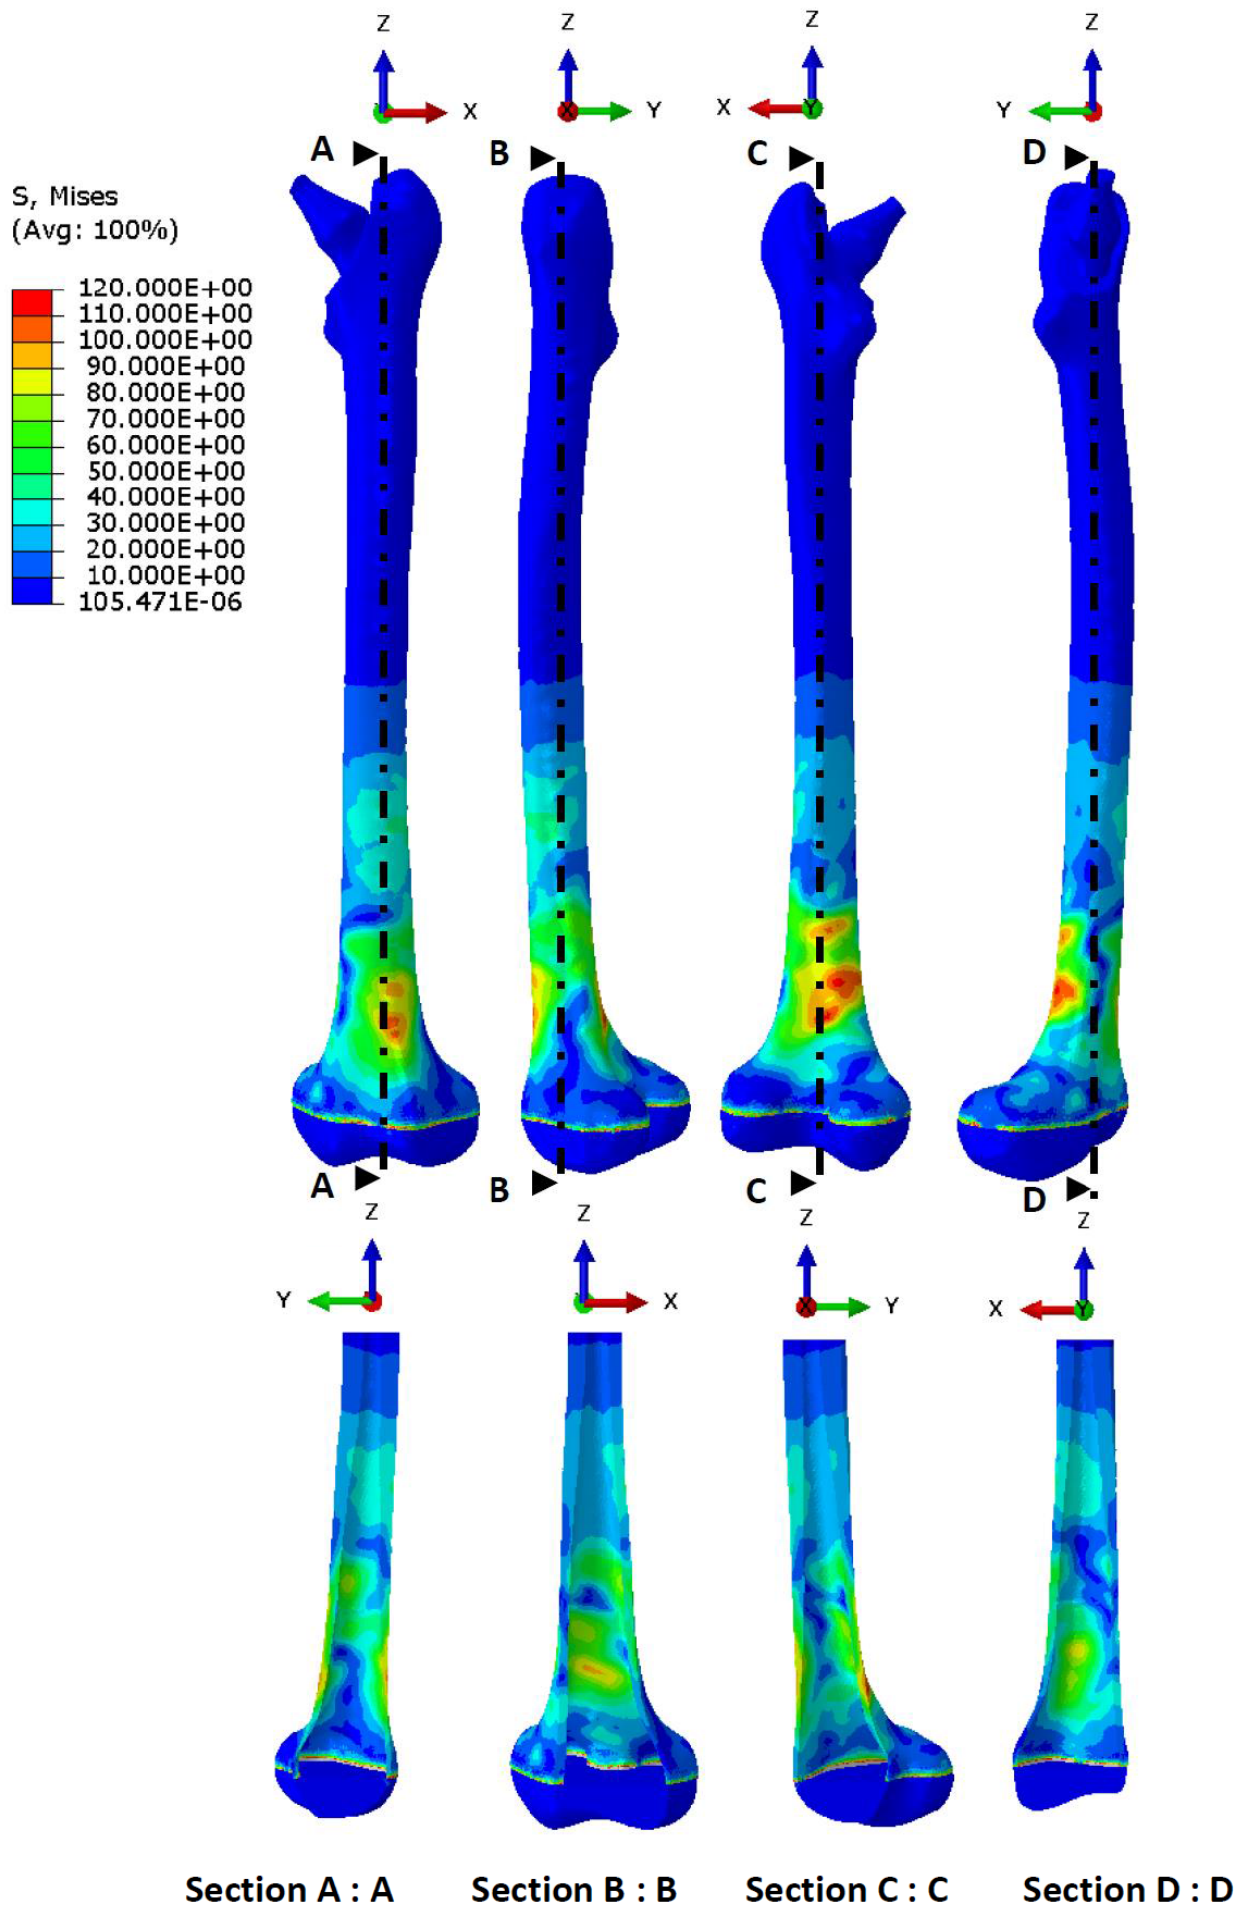 Z
Z
Z
Z
X
X
Y
X
Y
Y
A
B
C
D
S, Mises
(Avg: 100%)
120.000E+00
110.000E+00
100.000E+00
90.000E+00
80.000E+00
70.000E+00
60.000E+00
50.000E+00
40.000E+00
30.000E+00
20.000E+00
10.000E+00
105.471E-06
A
B
C
D
Z
Z
Z
Z
Y
X
X
Y
X
Y
Section A : A
Section B : B
Section C : C
Section D : D